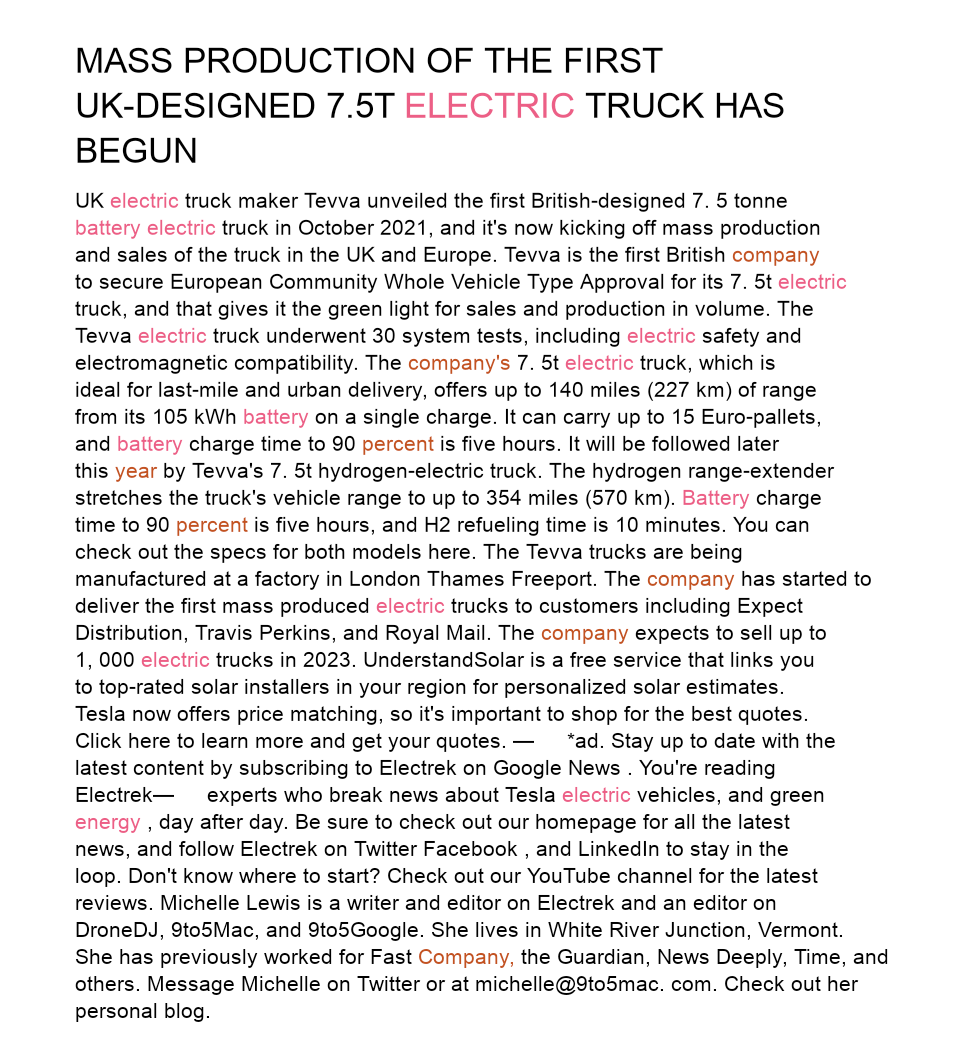 MASS PRODUCTION OF THE FIRST
UK-DESIGNED 7.5T ELECTRIC TRUCK HAS
BEGUN
UK electric truck maker Tevva unveiled the first British-designed 7. 5 tonne
battery electric truck in October 2021, and it's now kicking off mass production
and sales of the truck in the UK and Europe. Tevva is the first British company
to secure European Community Whole Vehicle Type Approval for its 7. 5t electric
truck, and that gives it the green light for sales and production in volume. The
Tevva electric truck underwent 30 system tests, including electric safety and
electromagnetic compatibility. The company's 7. 5t electric truck, which is
ideal for last-mile and urban delivery, offers up to 140 miles (227 km) of range
from its 105 kWh battery on a single charge. It can carry up to 15 Euro-pallets,
and battery charge time to 90 percent is five hours. It will be followed later
this year by Tevva's 7. 5t hydrogen-electric truck. The hydrogen range-extender
stretches the truck's vehicle range to up to 354 miles (570 km). Battery charge
time to 90 percent is five hours, and H2 refueling time is 10 minutes. You can
check out the specs for both models here. The Tevva trucks are being
manufactured at a factory in London Thames Freeport. The company has started to
deliver the first mass produced electric trucks to customers including Expect
Distribution, Travis Perkins, and Royal Mail. The company expects to sell up to
1, 000 electric trucks in 2023. UnderstandSolar is a free service that links you
to top-rated solar installers in your region for personalized solar estimates.
Tesla now offers price matching, so it's important to shop for the best quotes.
Click here to learn more and get your quotes. — *ad. Stay up to date with the
latest content by subscribing to Electrek on Google News . You're reading
Electrek— experts who break news about Tesla electric vehicles, and green
energy , day after day. Be sure to check out our homepage for all the latest
news, and follow Electrek on Twitter Facebook , and LinkedIn to stay in the
loop. Don't know where to start? Check out our YouTube channel for the latest
reviews. Michelle Lewis is a writer and editor on Electrek and an editor on
DroneDJ, 9to5Mac, and 9to5Google. She lives in White River Junction, Vermont.
She has previously worked for Fast Company, the Guardian, News Deeply, Time, and
others. Message Michelle on Twitter or at michelle@9to5mac. com. Check out her
personal blog.